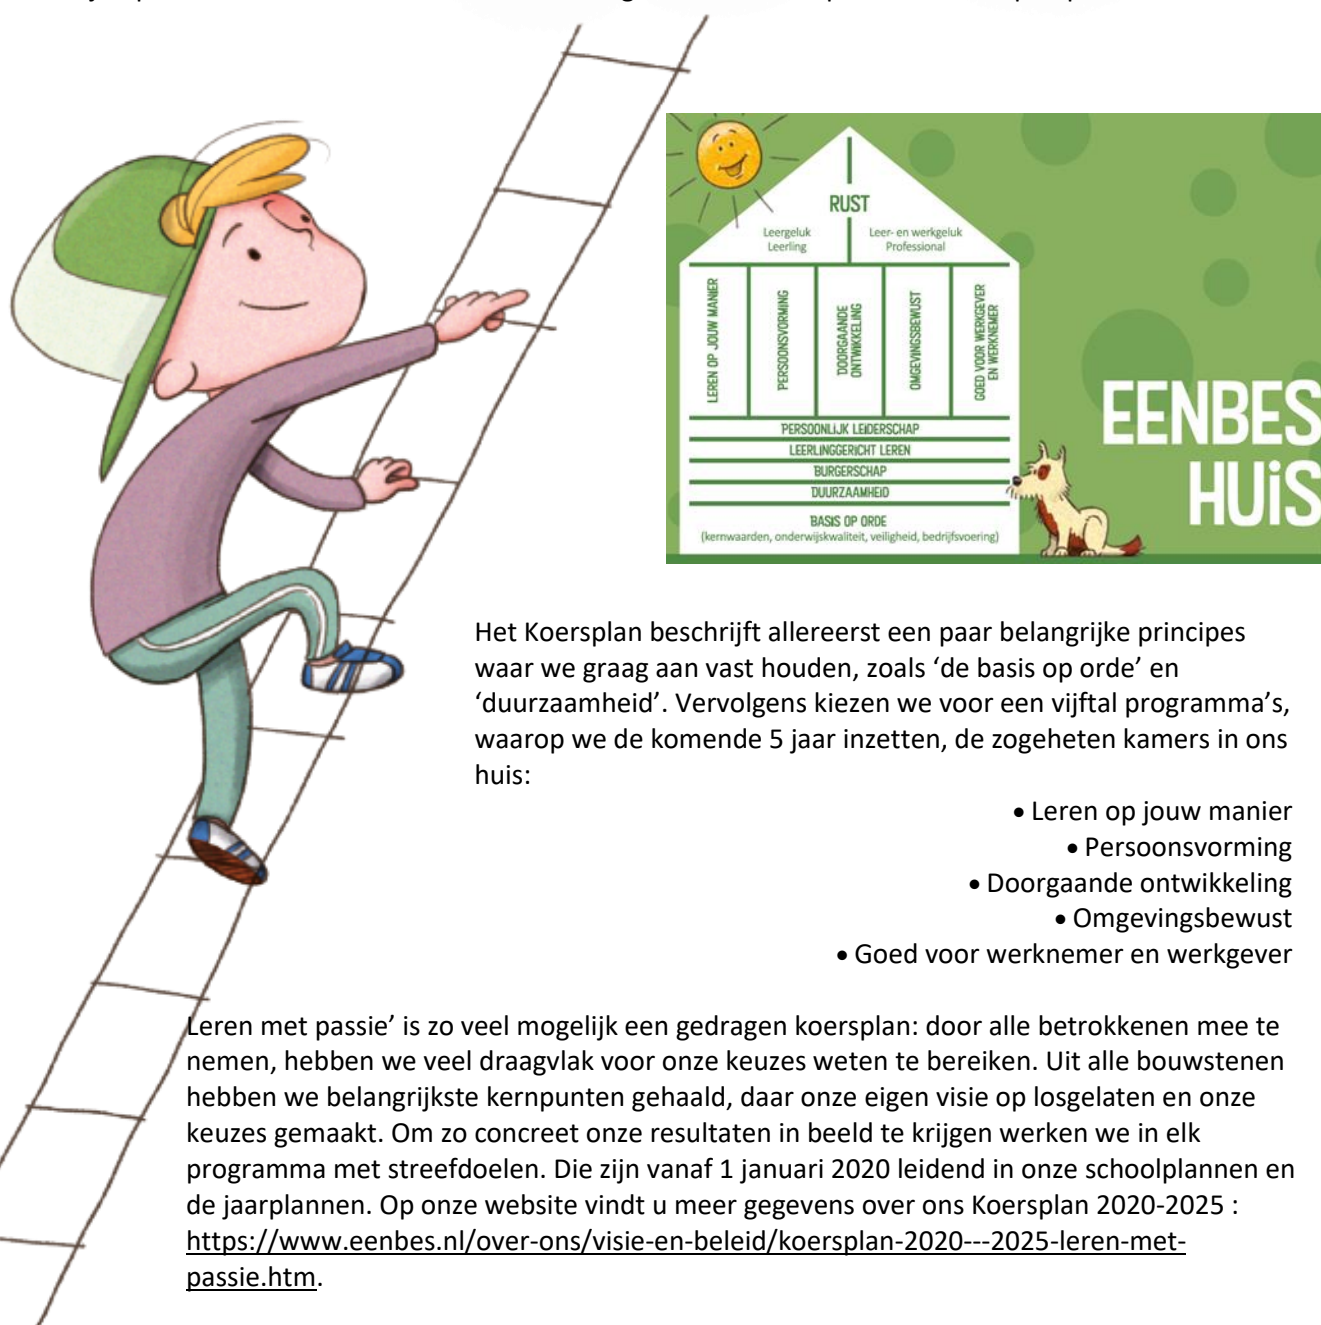 RUST
Leergeluk
Leerling
Leer- en werkgeluk
Professional
LEREN OP JOUW MANIER
PERSOONSVORMING
DOORGAANDE
ONTWIKKELING
OMGEVINGSBEWUST
GOED VOOR WERKGEVER
EN WERKNEMER
PERSOONLIJK LEIDERSCHAP
LEERLINGGERICHT LEREN
BURGERSCHAP
DUURZAAMHEID
BASIS OP ORDE
(kernwaarden, onderwijskwaliteit, veiligheid, bedrijfsvoering)
EENBES
HUiS
Het Koersplan beschrijft allereerst een paar belangrijke principes
waar we graag aan vast houden, zoals ‘de basis op orde’ en
‘duurzaamheid’. Vervolgens kiezen we voor een vijftal programma’s,
waarop we de komende 5 jaar inzetten, de zogeheten kamers in ons
huis:
• Leren op jouw manier
• Persoonsvorming
• Doorgaande ontwikkeling
• Omgevingsbewust
• Goed voor werknemer en werkgever
Leren met passie’ is zo veel mogelijk een gedragen koersplan: door alle betrokkenen mee te
nemen, hebben we veel draagvlak voor onze keuzes weten te bereiken. Uit alle bouwstenen
hebben we belangrijkste kernpunten gehaald, daar onze eigen visie op losgelaten en onze
keuzes gemaakt. Om zo concreet onze resultaten in beeld te krijgen werken we in elk
programma met streefdoelen. Die zijn vanaf 1 januari 2020 leidend in onze schoolplannen en
de jaarplannen. Op onze website vindt u meer gegevens over ons Koersplan 2020-2025 :
https://www.eenbes.nl/over-ons/visie-en-beleid/koersplan-2020---2025-leren-met-
passie.htm.